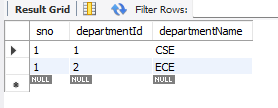 Result Grid Filter Rows:
sno departmentId departmentName
1 1 CSE
1 2 ECE
NULL NULL NULL